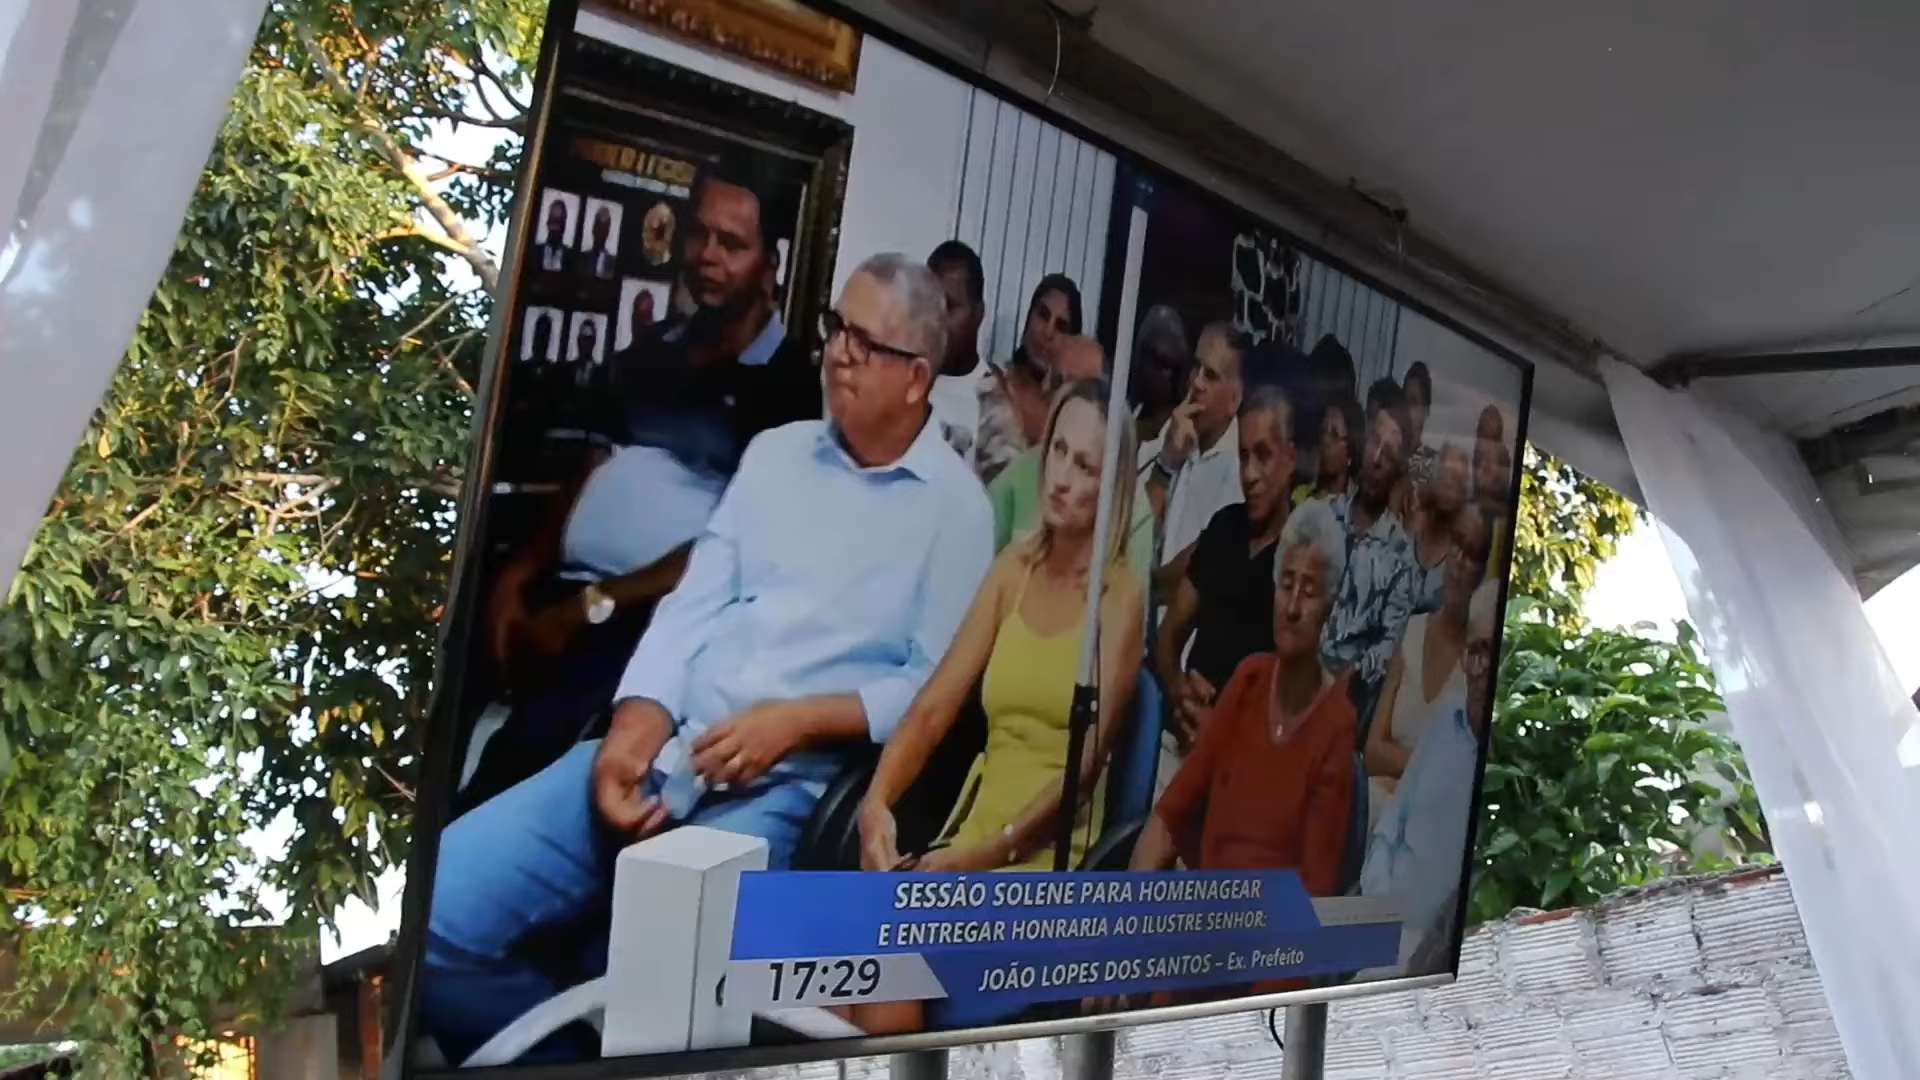 SESSÃO SOLENE PARA HOMENAGEAR
E ENTREGAR HONRARIA AO ILUSTRE SENHOR:
17:29
JOÃO LOPES DOS SANTOS – Ex. Prefeito